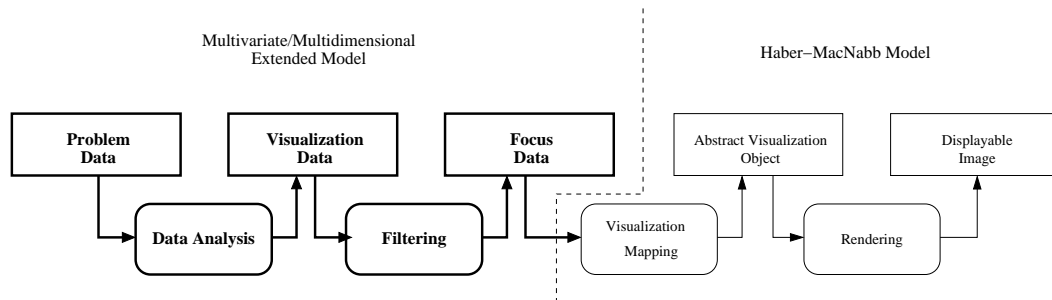 Multivariate/Multidimensional
Extended Model
Haber−MacNabb Model
Problem
Data
Visualization
Data
Focus
Data
Abstract Visualization
Object
Displayable
Image
Data Analysis
Filtering
Visualization
Mapping
Rendering